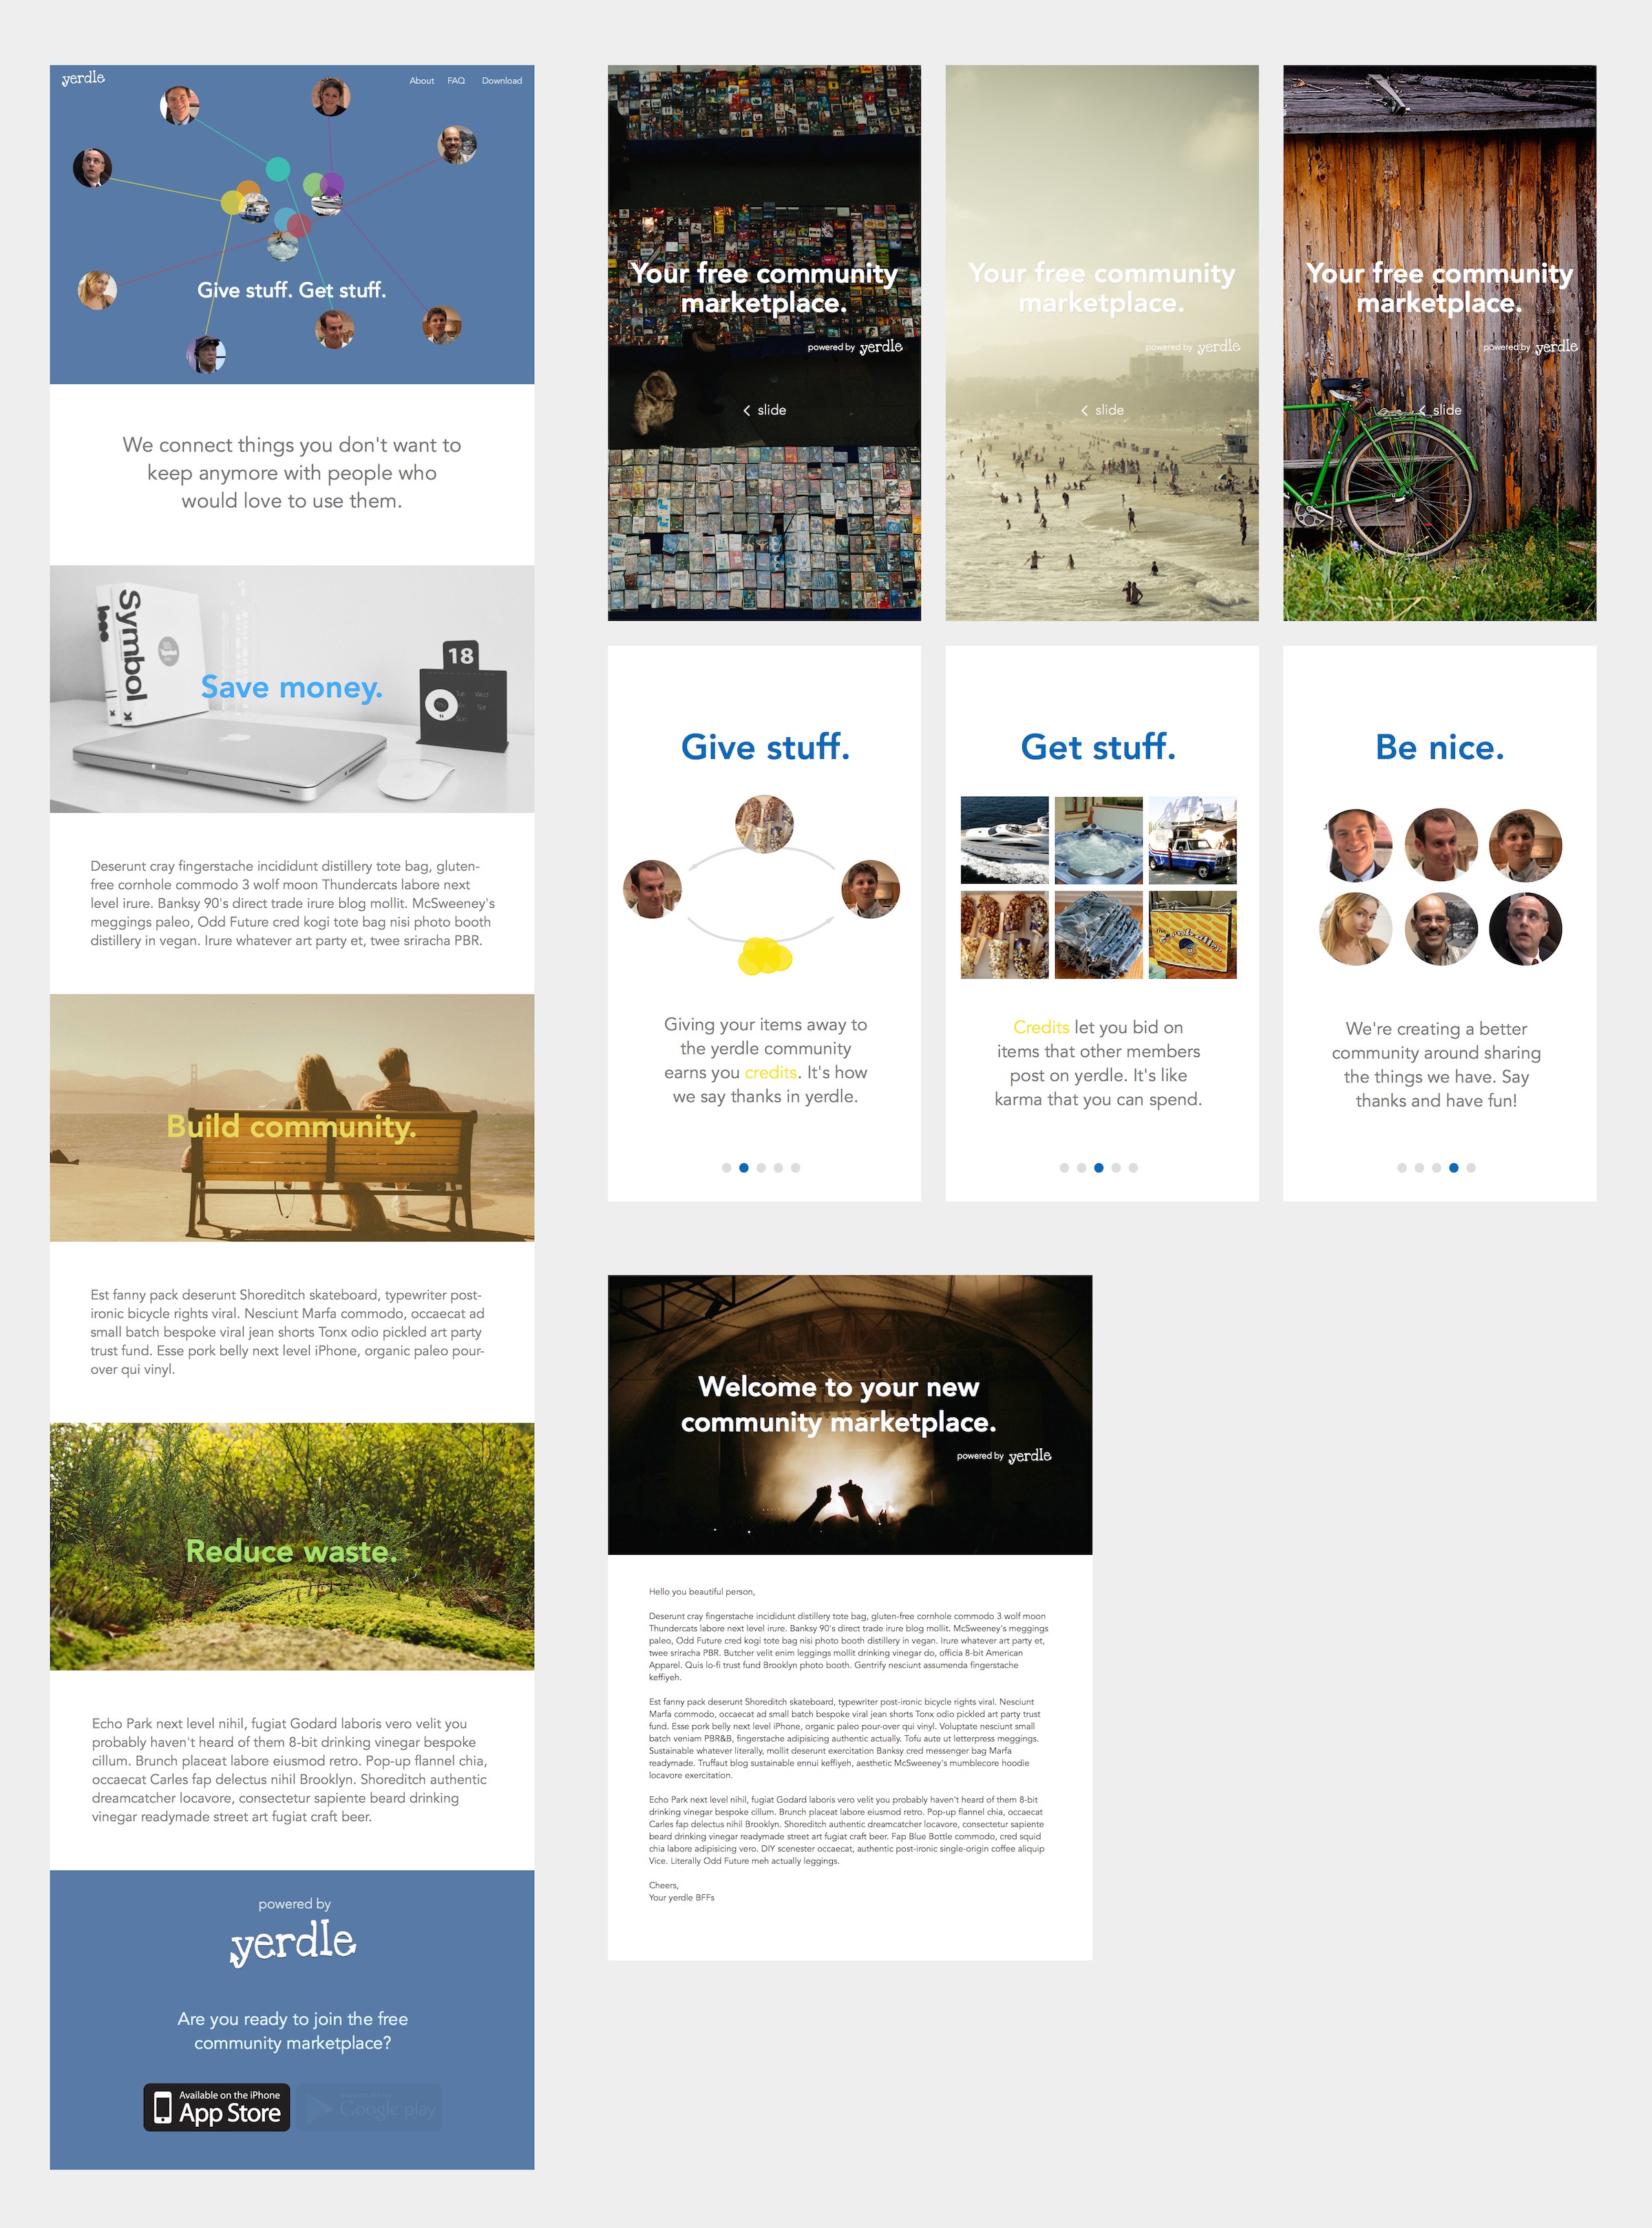 yerdle
About FAQ Download
Give stuff. Get stuff.
We connect things you don't want to
keep anymore with people who
would love to use them.
Symbol
18
Save money.
Deserunt cray fingerstache incididunt distillery tote bag, gluten-
free cornhole commodo 3 wolf moon Thundercats labore next
level irure. Banksy 90's direct trade irure blog mollit. McSweeney's
meggings paleo, Odd Future cred kogi tote bag nisi photo booth
distillery in vegan. Irure whatever art party et, twee sriracha PBR.
Build community.
Est fanny pack deserunt Shoreditch skateboard, typewriter post-
ironic bicycle rights viral. Nesciunt Marfa commodo, occaecat ad
small batch bespoke viral jean shorts Tonx odio pickled art party
trust fund. Esse pork belly next level iPhone, organic paleo pour-
over qui vinyl.
Reduce waste.
Echo Park next level nihil, fugiat Godard laboris vero velit you
probably haven't heard of them 8-bit drinking vinegar bespoke
cillum. Brunch placeat labore eiusmod retro. Pop-up flannel chia,
occaecat Carles fap delectus nihil Brooklyn. Shoreditch authentic
dreamcatcher locavore, consectetur sapiente beard drinking
vinegar readymade street art fugiat craft beer.
powered by
yerdle
Are you ready to join the free
community marketplace?
Available on the iPhone
App Store
Google play
Your free community
marketplace.
powered by yerdle
slide
Your free community
marketplace.
powered by yerdle
slide
Your free community
marketplace.
powered by yerdle
slide
Give stuff.
Giving your items away to
the yerdle community
earns you credits. It's how
we say thanks in yerdle.
Get stuff.
Credits let you bid on
items that other members
post on yerdle. It's like
karma that you can spend.
Be nice.
We're creating a better
community around sharing
the things we have. Say
thanks and have fun!
Welcome to your new
community marketplace.
powered by yerdle
Hello you beautiful person,
Deserunt cray fingerstache incididunt distillery tote bag, gluten-free cornhole commodo 3 wolf moon
Thundercats labore next level irure. Banksy 90's direct trade irure blog mollit. McSweeney's meggings
paleo, Odd Future cred kogi tote bag nisi photo booth distillery in vegan. Irure whatever art party et,
twee sriracha PBR. Butcher velit enim leggings mollit drinking vinegar do, officia 8-bit American
Apparel. Quis lo-fi trust fund Brooklyn photo booth. Gentrify nesciunt assumenda fingerstache
keffiyeh.
Est fanny pack deserunt Shoreditch skateboard, typewriter post-ironic bicycle rights viral. Nesciunt
Marfa commodo, occaecat ad small batch bespoke viral jean shorts Tonx odio pickled art party trust
fund. Esse pork belly next level iPhone, organic paleo pour-over qui vinyl. Voluptate nesciunt small
batch veniam PBR&B, fingerstache adipisicing authentic actually. Tofu aute ut letterpress meggings.
Sustainable whatever literally, mollit deserunt exercitation Banksy cred messenger bag Marfa
readymade. Truffaut blog sustainable ennui keffiyeh, aesthetic McSweeney's mumblecore hoodie
locavore exercitation.
Echo Park next level nihil, fugiat Godard laboris vero velit you probably haven't heard of them 8-bit
drinking vinegar bespoke cillum. Brunch placeat labore eiusmod retro. Pop-up flannel chia, occaecat
Carles fap delectus nihil Brooklyn. Shoreditch authentic dreamcatcher locavore, consectetur sapiente
beard drinking vinegar readymade street art fugiat craft beer. Fap Blue Bottle commodo, cred squid
chia labore adipisicing vero. DIY scenester occaecat, authentic post-ironic single-origin coffee aliquip
Vice. Literally Odd Future meh actually leggings.
Cheers,
Your yerdle BFFs